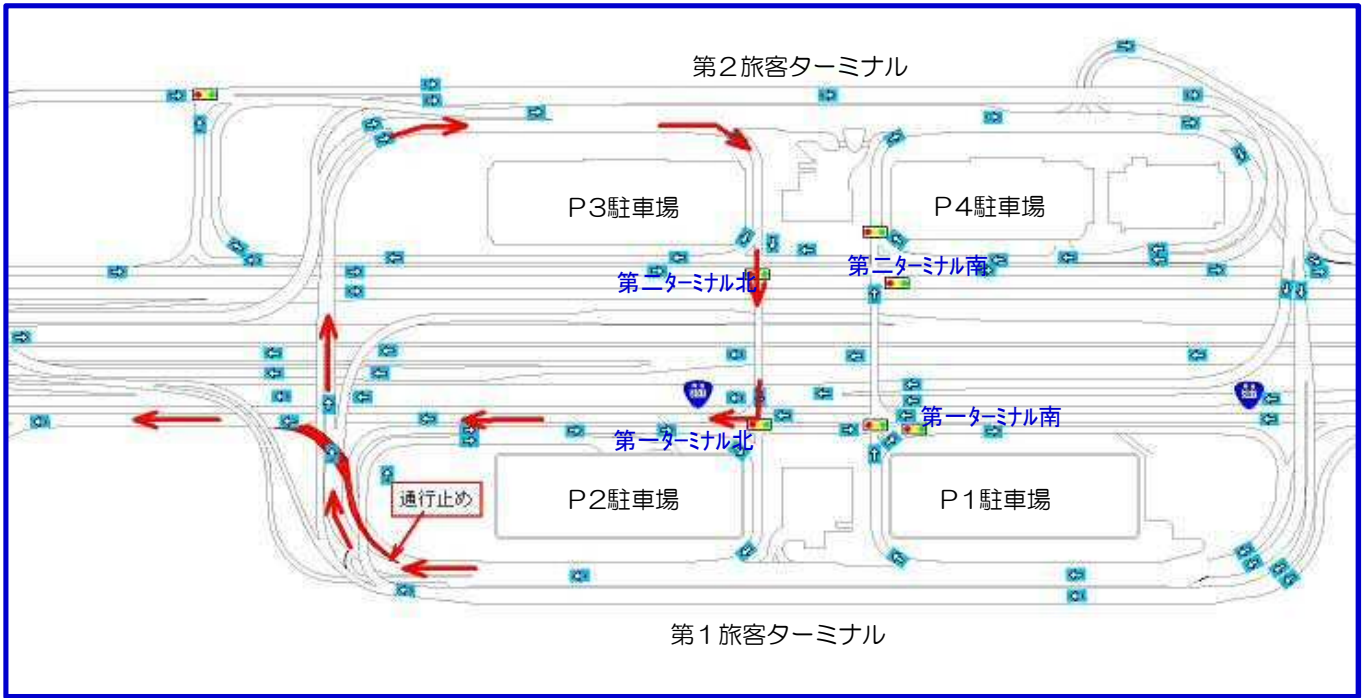 第2旅客ターミナル
P3駐車場
P4駐車場
第二ターミナル北
第二ターミナル南
第一ターミナル北
第一ターミナル南
通行止め
P2駐車場
P1駐車場
第1旅客ターミナル